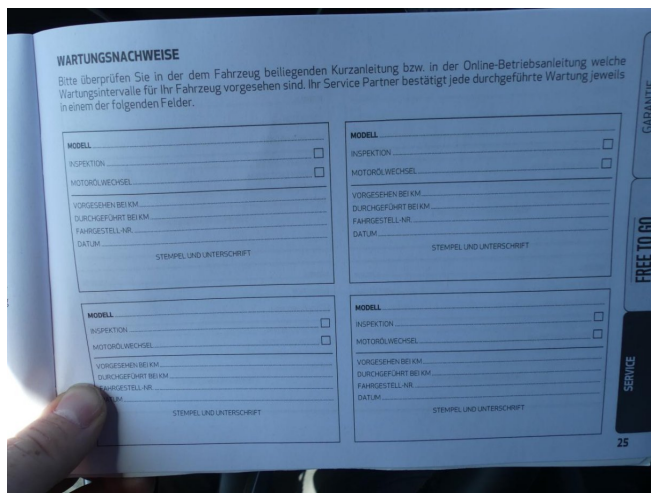 WARTUNGSNACHWEISE
Bitte überprüfen Sie in der dem Fahrzeug beiliegenden Kurzanleitung bzw. in der Online-Betriebsanleitung welche
Wartungsintervalle für Ihr Fahrzeug vorgesehen sind. Ihr Service Partner bestätigt jede durchgeführte Wartung jeweils
in einem der folgenden Felder.
MODELL
INSPEKTION
MOTORÖLWECHSEL
VORGESEHEN BEI KM
DURCHGEFÜHRT BEI KM
FAHRGESTELL-NR.
DATUM
STEMPEL UND UNTERSCHRIFT
MODELL
INSPEKTION
MOTORÖLWECHSEL
VORGESEHEN BEI KM
DURCHGEFÜHRT BEI KM
FAHRGESTELL-NR.
DATUM
STEMPEL UND UNTERSCHRIFT
MODELL
INSPEKTION
MOTORÖLWECHSEL
VORGESEHEN BEI KM
DURCHGEFÜHRT BEI KM
FAHRGESTELL-NR.
STEMPEL UND UNTERSCHRIFT
MODELL
INSPEKTION
MOTORÖLWECHSEL
VORGESEHEN BEI KM
DURCHGEFÜHRT BEI KM
FAHRGESTELL-NR.
DATUM
STEMPEL UND UNTERSCHRIFT
GARANTIE
FREE TO GO
SERVICE
25